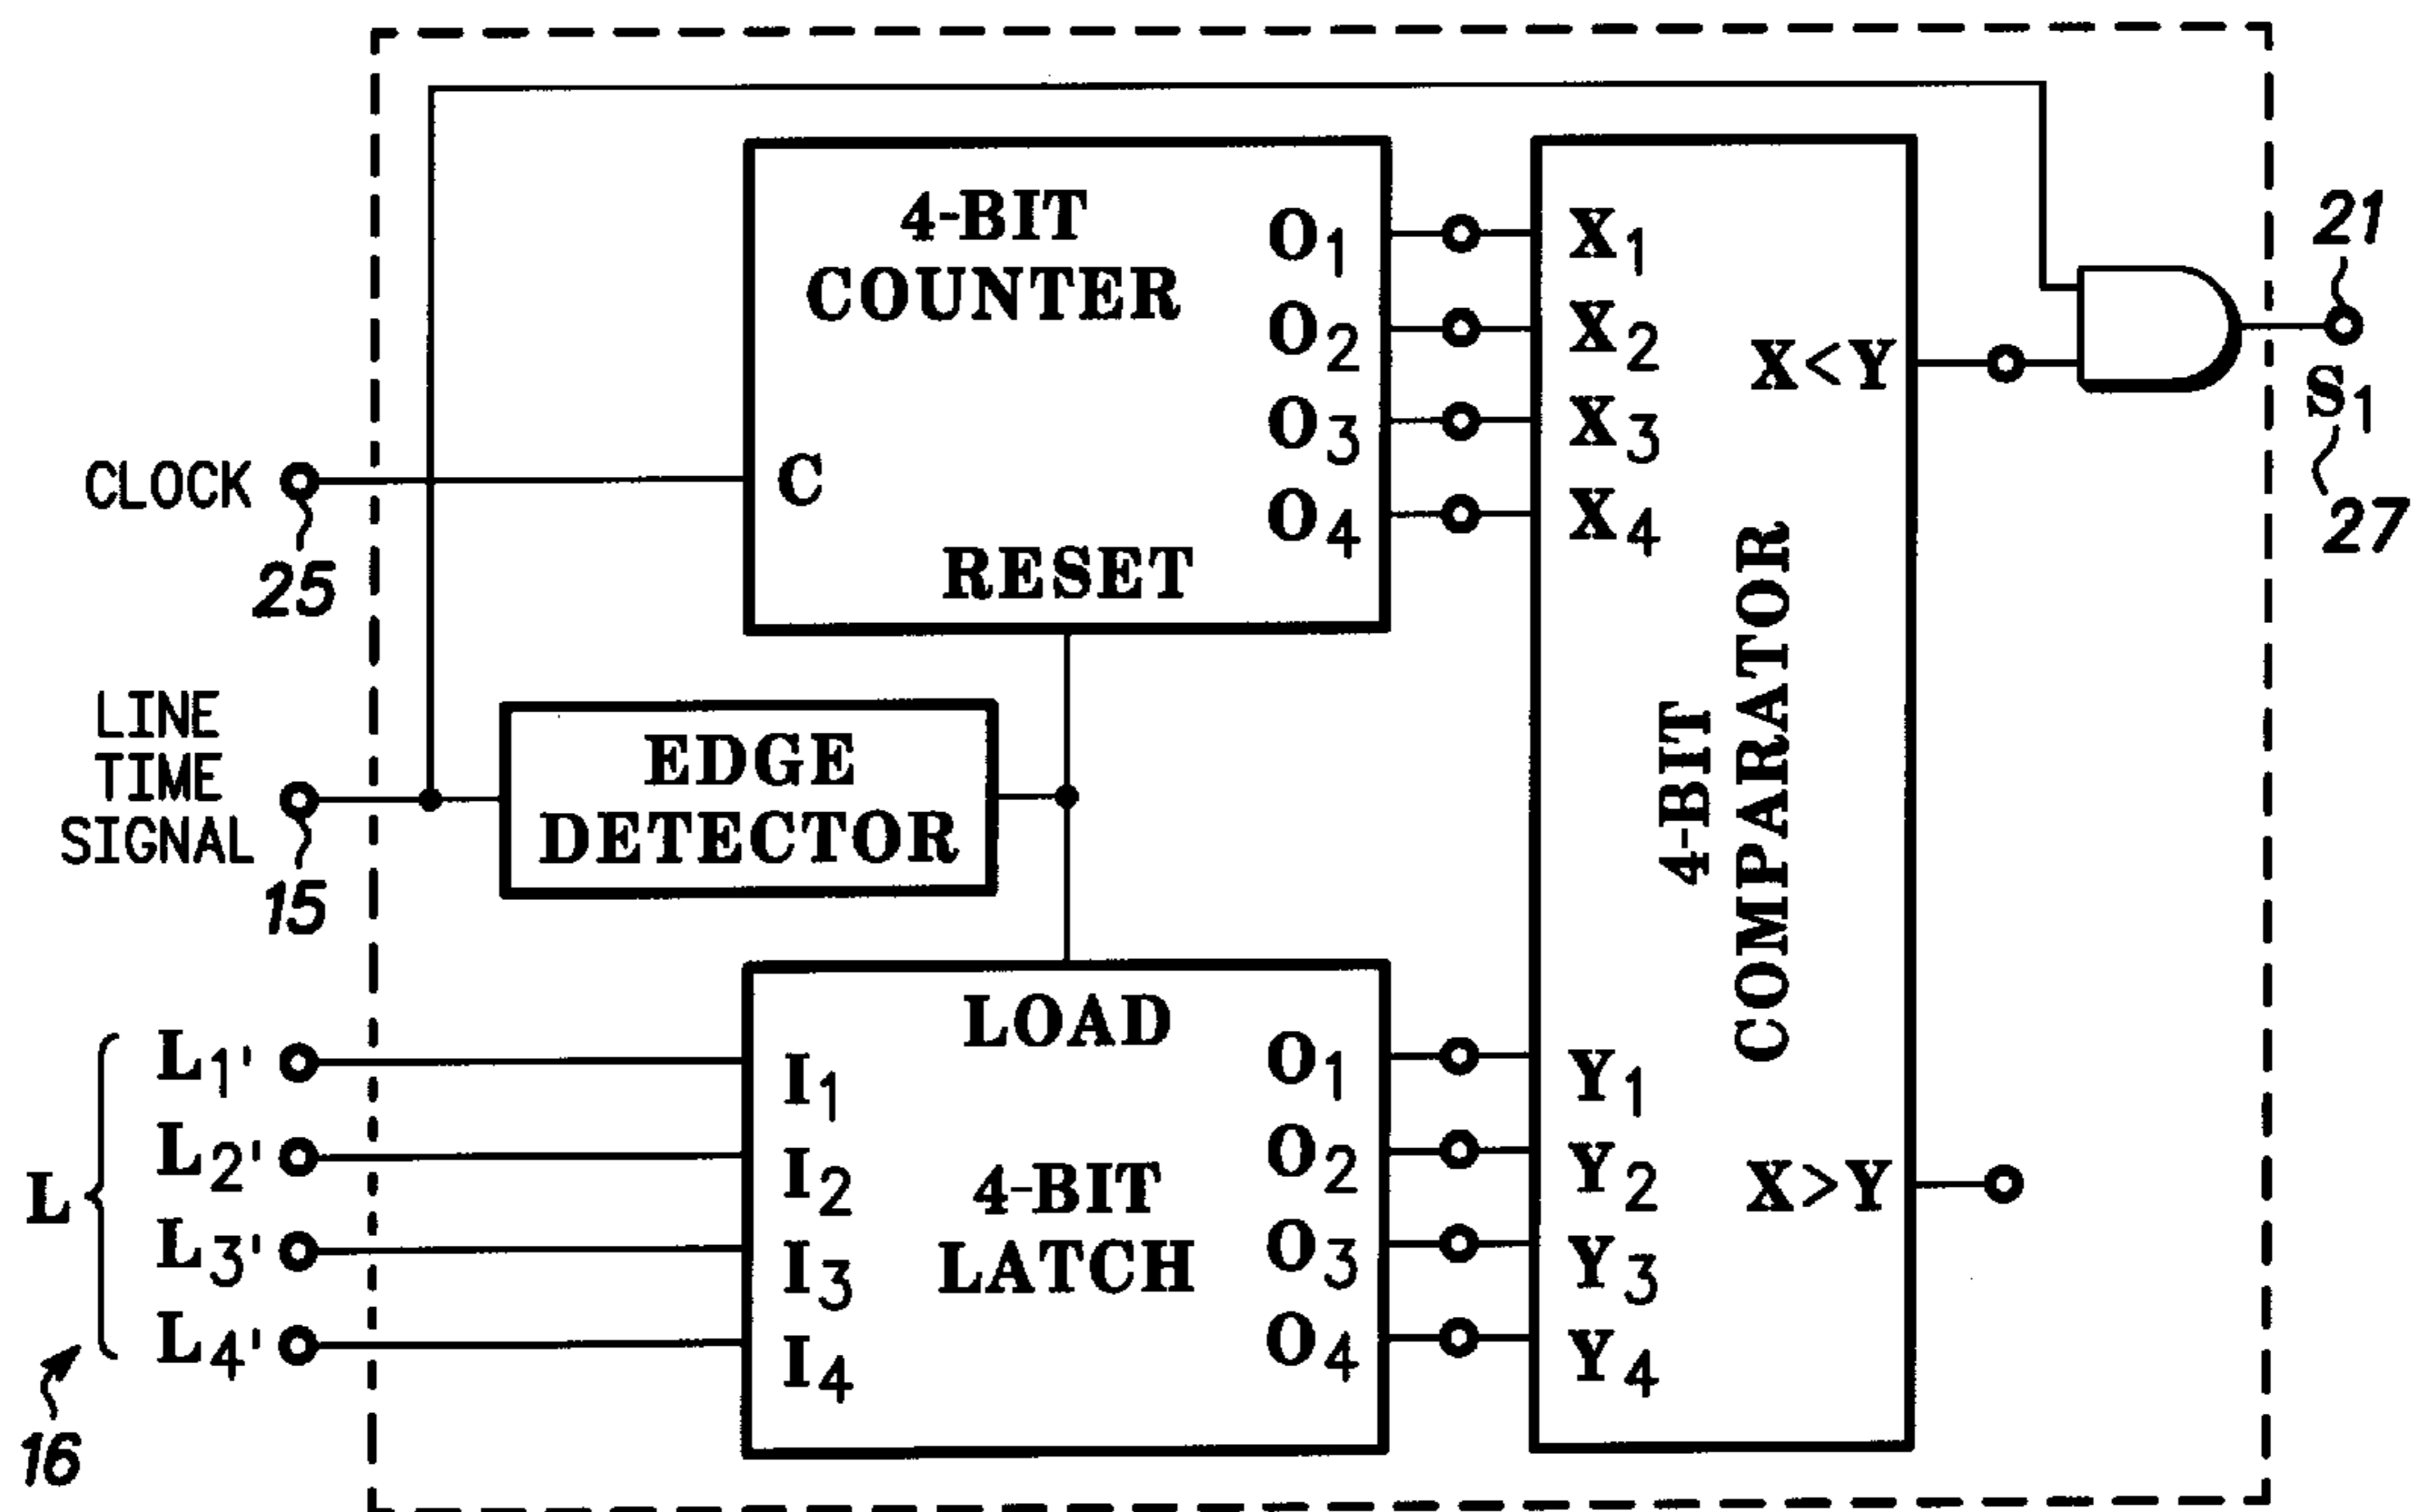 4-BIT
COUNTER
C
RESET
O1
O2
O3
O4
X1
X2
X3
X4
X<Y
21
S1
27
CLOCK
25
LINE
TIME
SIGNAL
15
EDGE
DETECTOR
4-BIT
COMPARATOR
L
L1'
L2'
L3'
L4'
16
LOAD
I1
I2
I3
I4
4-BIT
LATCH
O1
O2
O3
O4
Y1
Y2
Y3
Y4
X>Y